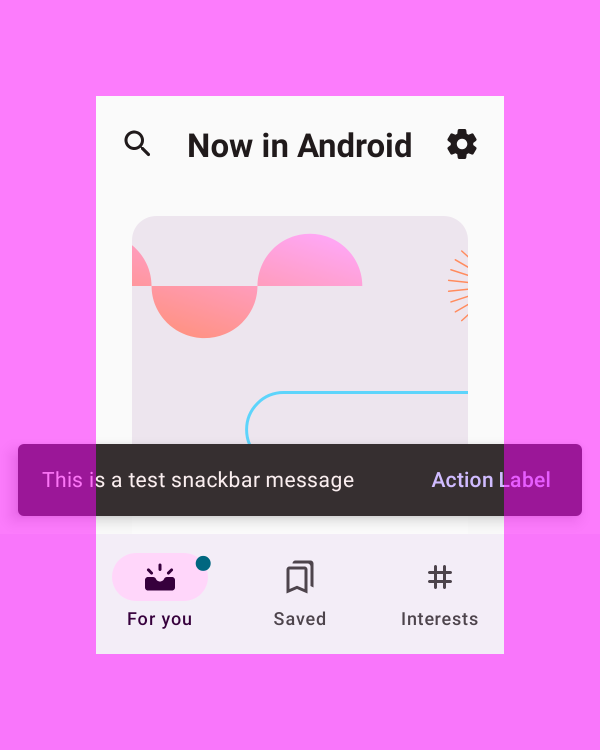 Now in Android
This is a test snackbar message Action Label
For you Saved Interests